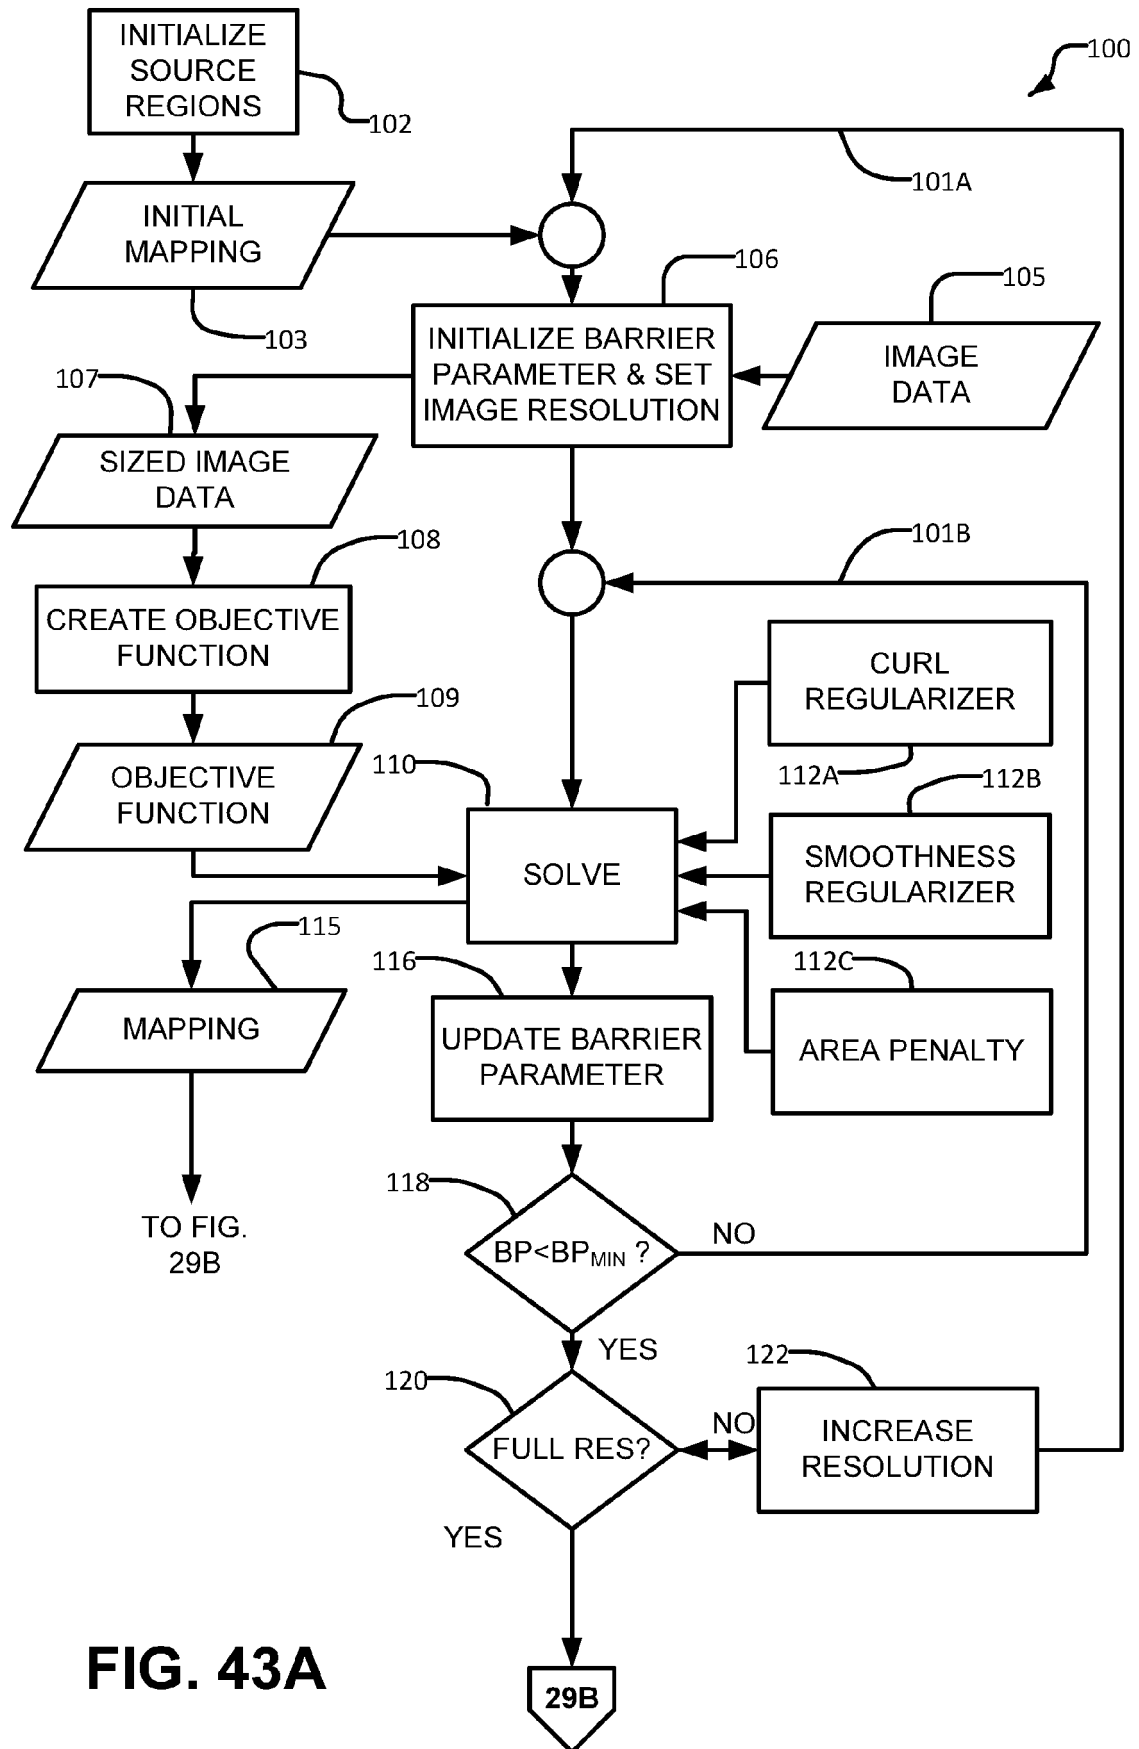 INITIALIZE
SOURCE
REGIONS
100
102
101A
INITIAL
MAPPING
103
106
105
INITIALIZE BARRIER
PARAMETER & SET
IMAGE RESOLUTION
IMAGE
DATA
107
SIZED IMAGE
DATA
108
101B
CREATE OBJECTIVE
FUNCTION
CURL
REGULARIZER
109
OBJECTIVE
FUNCTION
110
112A
112B
SOLVE
SMOOTHNESS
REGULARIZER
115
116
112C
MAPPING
UPDATE BARRIER
PARAMETER
AREA PENALTY
TO FIG.
29B
118
BP<BPMIN ?
NO
YES
120
122
FULL RES?
NO
INCREASE
RESOLUTION
YES
FIG. 43A
29B